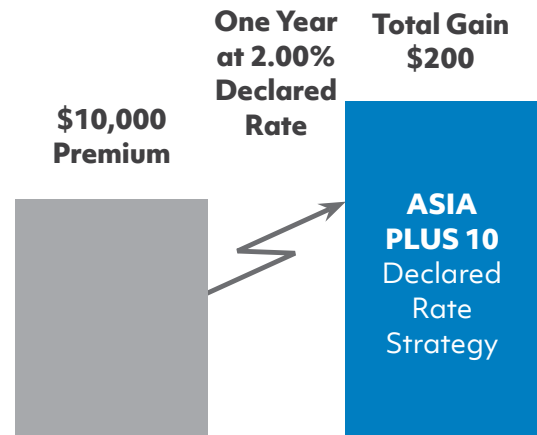 $10,000
Premium
One Year
at 2.00%
Declared
Rate
Total Gain
$200
ASIA
PLUS 10
Declared
Rate
Strategy